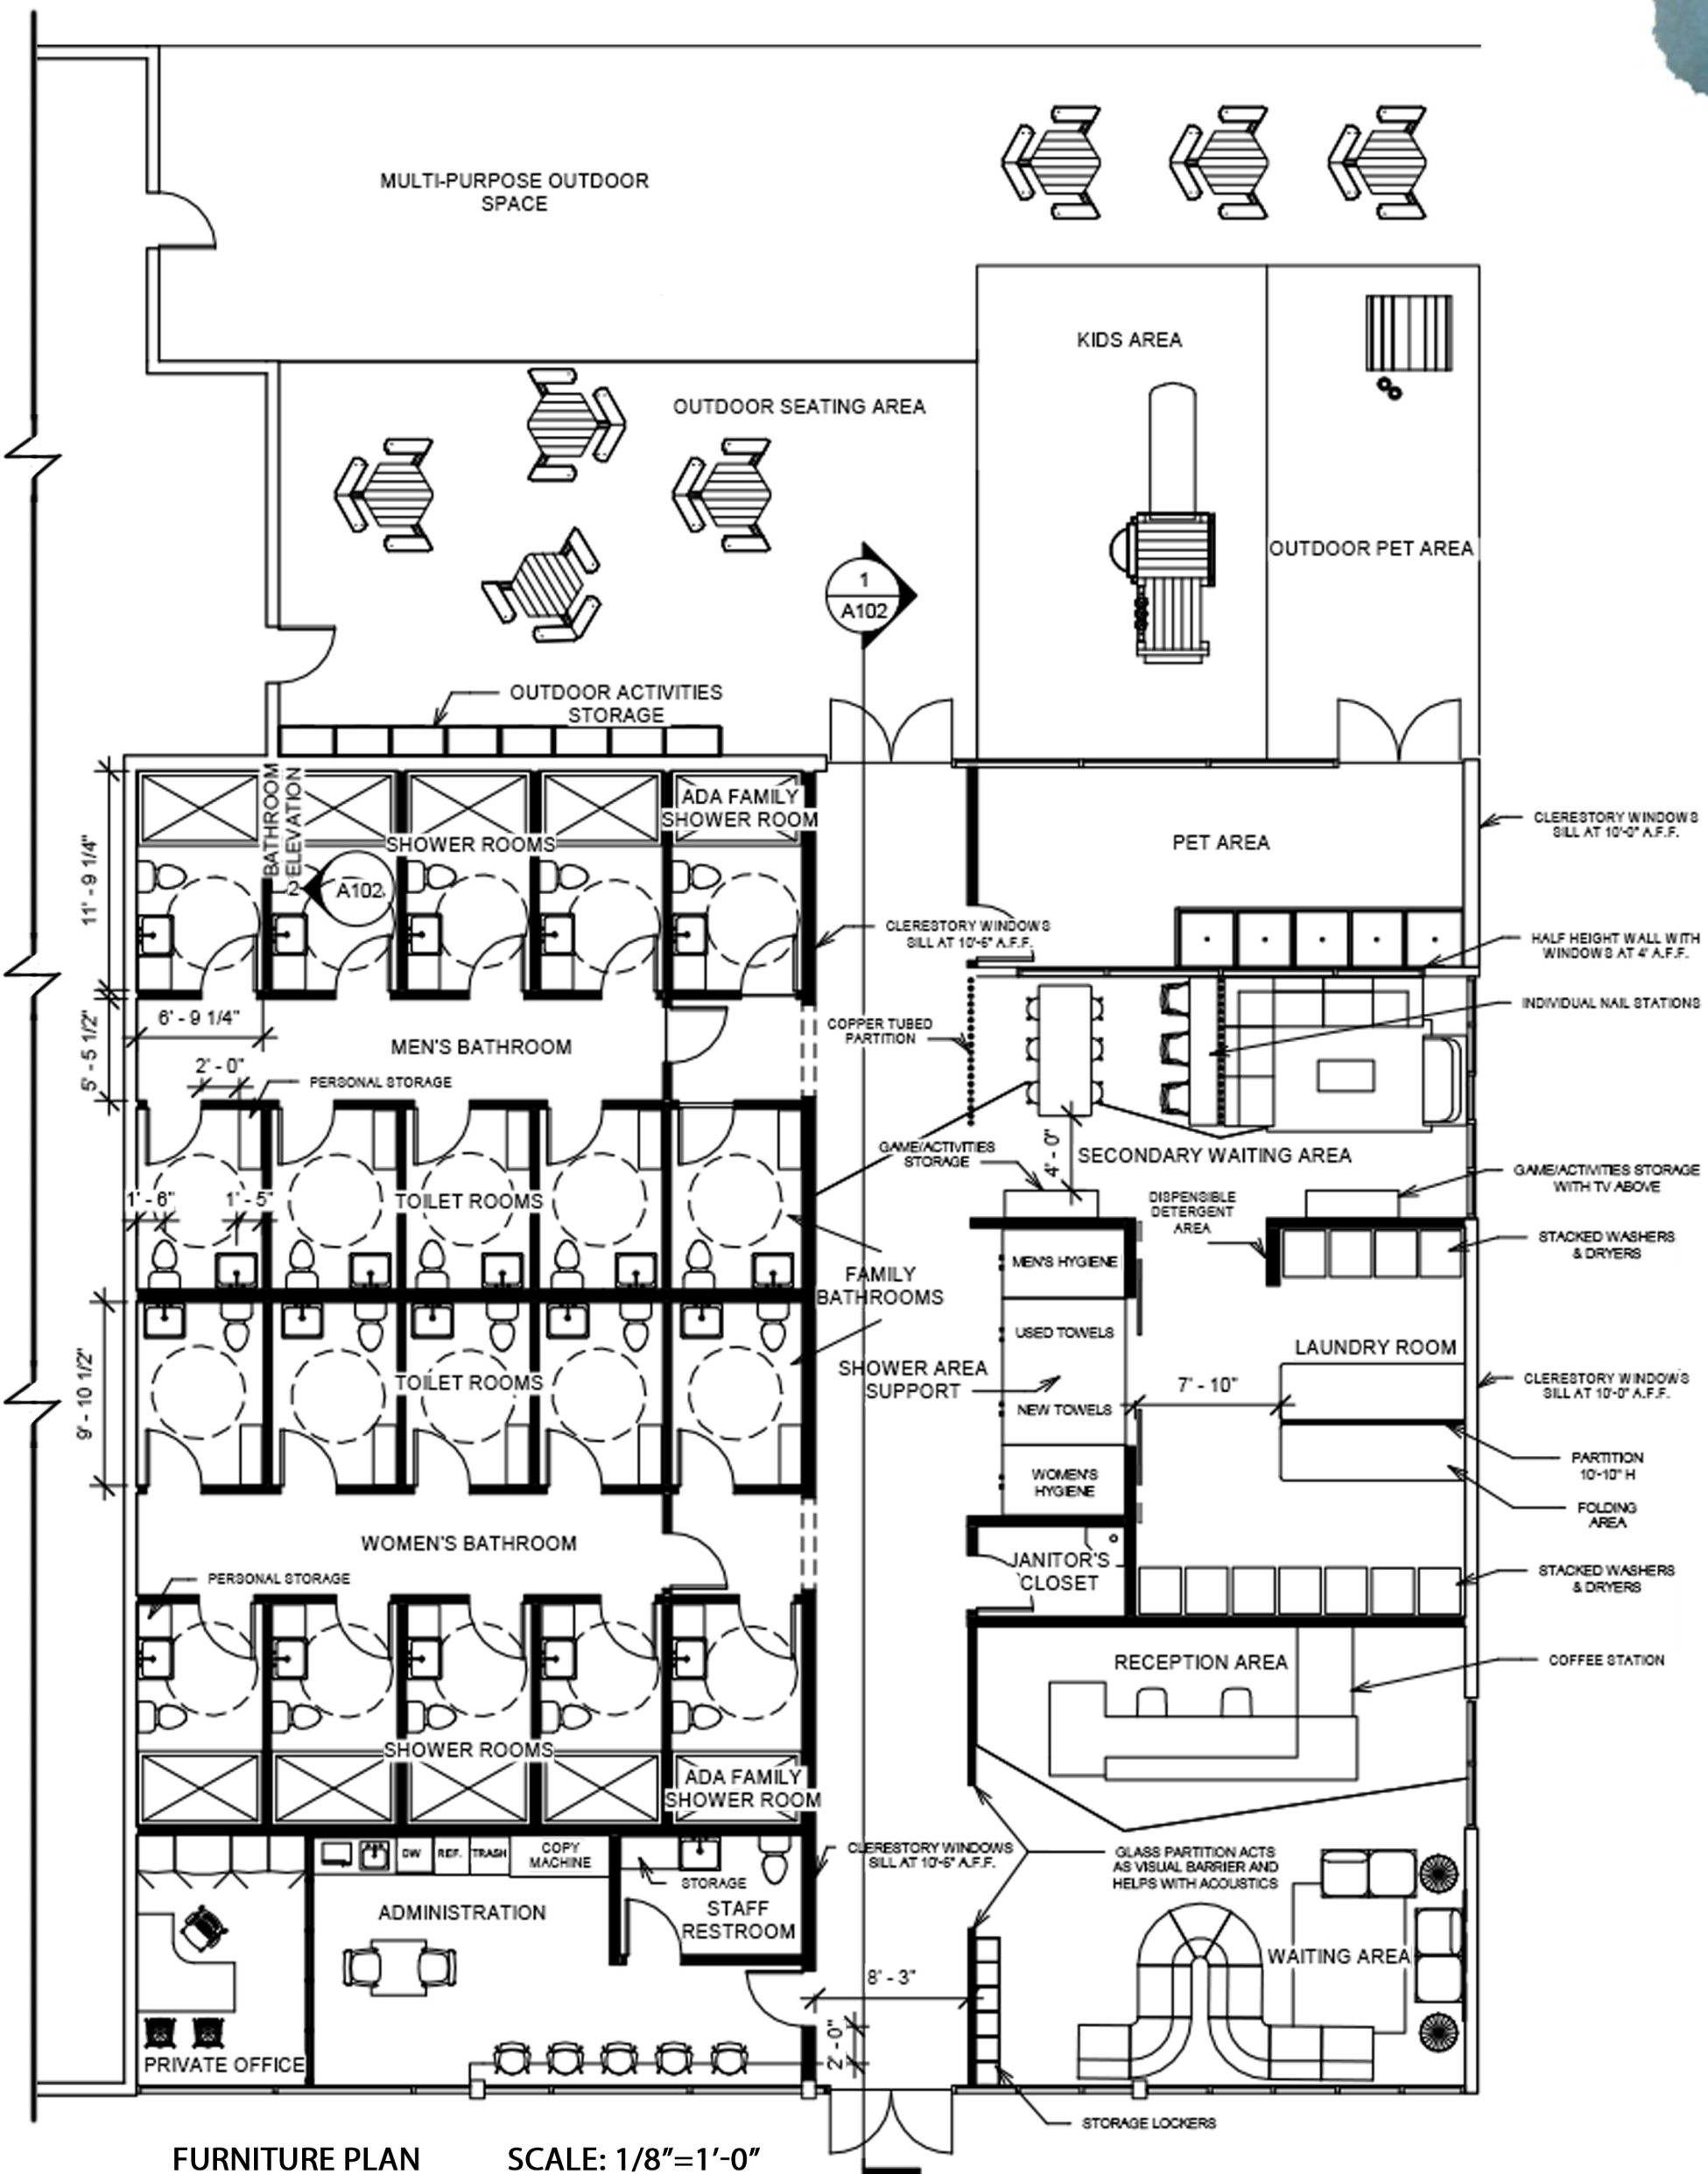 MULTI-PURPOSE OUTDOOR
SPACE
KIDS AREA
OUTDOOR SEATING AREA
OUTDOOR PET AREA
1
A102
OUTDOOR ACTIVITIES
STORAGE
BATHROOM
ELEVATION
2
A102
SHOWER ROOMS
ADA FAMILY
SHOWER ROOM
PET AREA
CLERESTORY WINDOWS
SILL AT 10'-0" A.F.F.
11' - 9 1/4"
CLERESTORY WINDOWS
SILL AT 10'-6" A.F.F.
HALF HEIGHT WALL WITH
WINDOWS AT 4' A.F.F.
INDIVIDUAL NAIL STATIONS
6' - 9 1/4"
5' - 5 1/2"
MEN'S BATHROOM
COPPER TUBED
PARTITION
2' - 0"
PERSONAL STORAGE
GAME/ACTIVITIES
STORAGE
4' - 0"
SECONDARY WAITING AREA
GAME/ACTIVITIES STORAGE
WITH TV ABOVE
1' - 6"
1' - 5"
TOILET ROOMS
DISPENSIBLE
DETERGENT
AREA
STACKED WASHERS
& DRYERS
MEN'S HYGIENE
FAMILY
BATHROOMS
USED TOWELS
LAUNDRY ROOM
9' - 10 1/2"
TOILET ROOMS
SHOWER AREA
SUPPORT
NEW TOWELS
7' - 10"
CLERESTORY WINDOWS
SILL AT 10'-0" A.F.F.
PARTITION
10'-10" H
WOMEN'S
HYGIENE
FOLDING
AREA
WOMEN'S BATHROOM
JANITOR'S
CLOSET
STACKED WASHERS
& DRYERS
PERSONAL STORAGE
RECEPTION AREA
COFFEE STATION
SHOWER ROOMS
ADA FAMILY
SHOWER ROOM
DW
REF.
TRASH
COPY
MACHINE
CLERESTORY WINDOWS
SILL AT 10'-6" A.F.F.
GLASS PARTITION ACTS
AS VISUAL BARRIER AND
HELPS WITH ACOUSTICS
STORAGE
ADMINISTRATION
STAFF
RESTROOM
WAITING AREA
8' - 3"
2' - 0"
PRIVATE OFFICE
STORAGE LOCKERS
FURNITURE PLAN SCALE: 1/8"=1'-0"